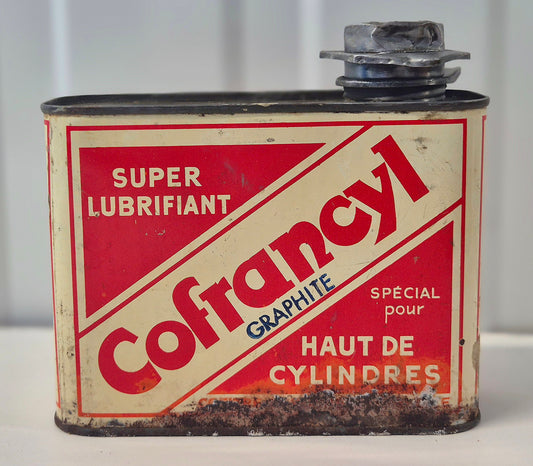 SUPER
LUBRIFIANT
Cofrancyl
GRAPHITE
SPÉCIAL
pour
HAUT DE
CYLINDRES